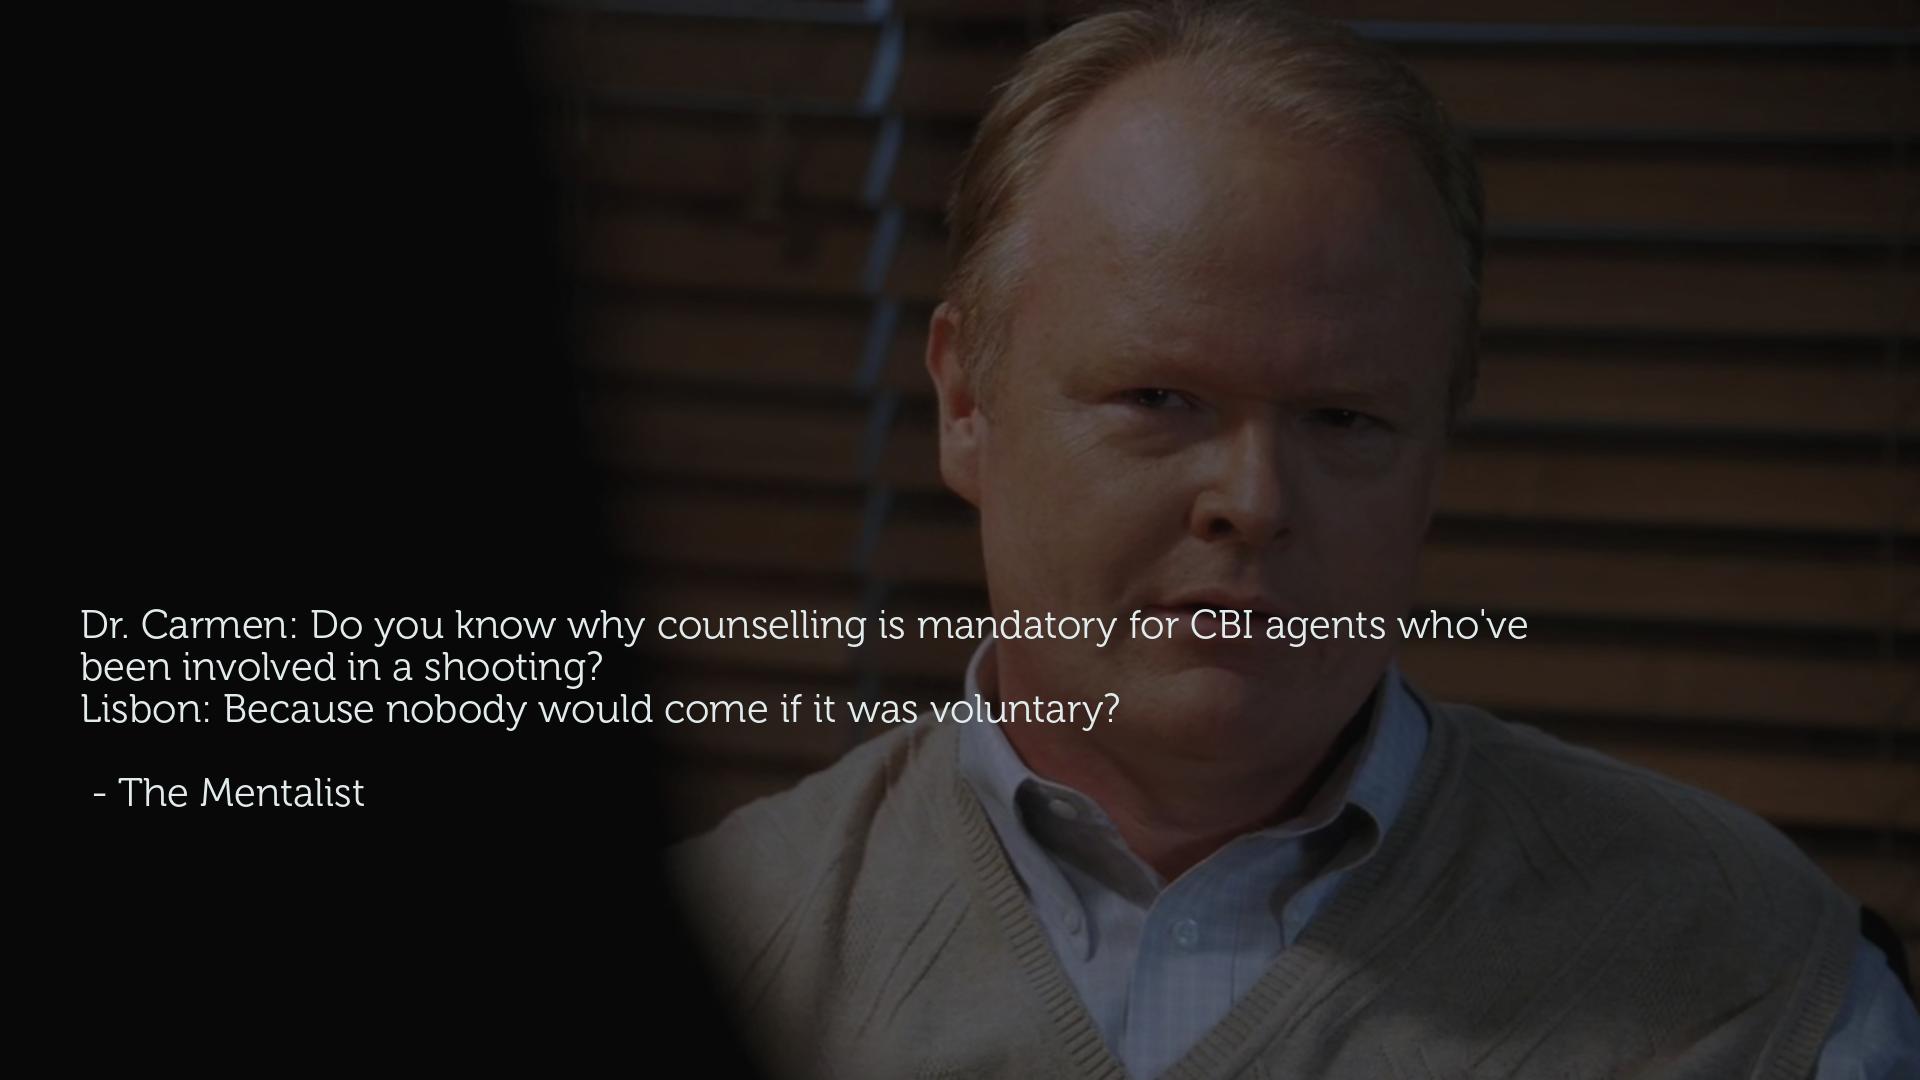 Dr. Carmen: Do you know why counselling is mandatory for CBI agents who've
been involved in a shooting?
Lisbon: Because nobody would come if it was voluntary?
- The Mentalist